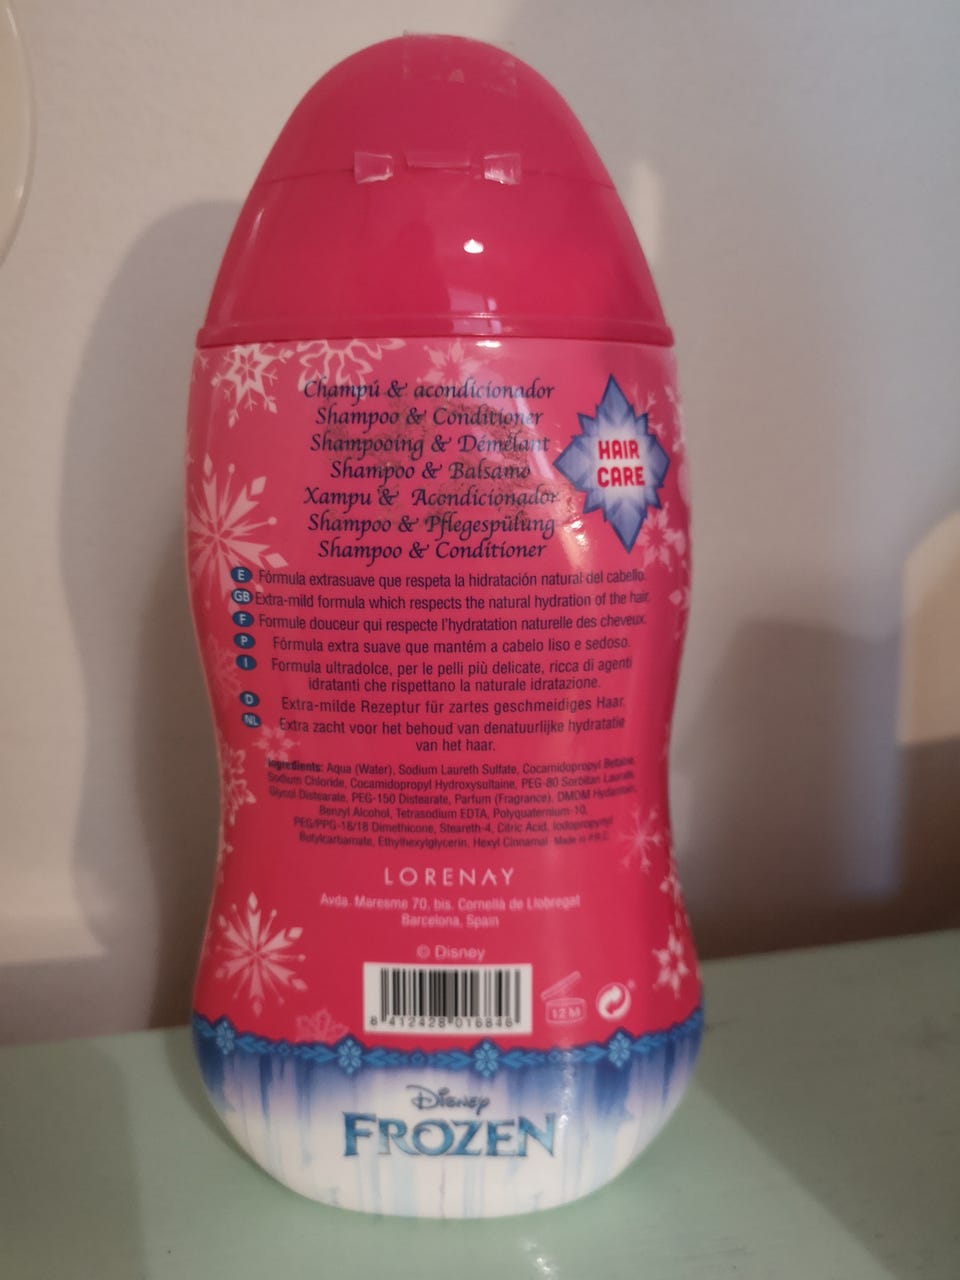 Champú & acondicionador
Shampoo & Conditioner
Shampooing & Démêlant
Shampoo & Balsamo
Xampu & Acondicionador
Shampoo & Pflegespülung
Shampoo & Conditioner
HAIR
CARE
E Fórmula extrasuave que respeta la hidratación natural del cabello.
GB Extra-mild formula which respects the natural hydration of the hair.
F Formule douceur qui respecte l'hydratation naturelle des cheveux.
P Fórmula extra suave que mantém a cabelo liso e sedoso.
I Formula ultradolce, per le pelli più delicate, ricca di agenti
idratanti che rispettano la naturale idratazione.
D Extra-milde Rezeptur für zartes geschmeidiges Haar.
NL Extra zacht voor het behoud van denatuurlijke hydratatie
van het haar.
Ingredients: Aqua (Water), Sodium Laureth Sulfate, Cocamidopropyl Betaine,
Sodium Chloride, Cocamidopropyl Hydroxysultaine, PEG-80 Sorbitan Laurate,
Glycol Distearate, PEG-150 Distearate, Parfum (Fragrance), DMDM Hydantoin,
Benzyl Alcohol, Tetrasodium EDTA, Polyquaternium-10,
PEG/PPG-18/18 Dimethicone, Steareth-4, Citric Acid, Iodopropynyl
Butylcarbamate, Ethylhexylglycerin, Hexyl Cinnamal. Made in P.R.C.
LORENAY
Avda. Maresme 70, bis. Cornellà de Llobregat
Barcelona, Spain
© Disney
8 412428 016846
12 M
Disney
FROZEN